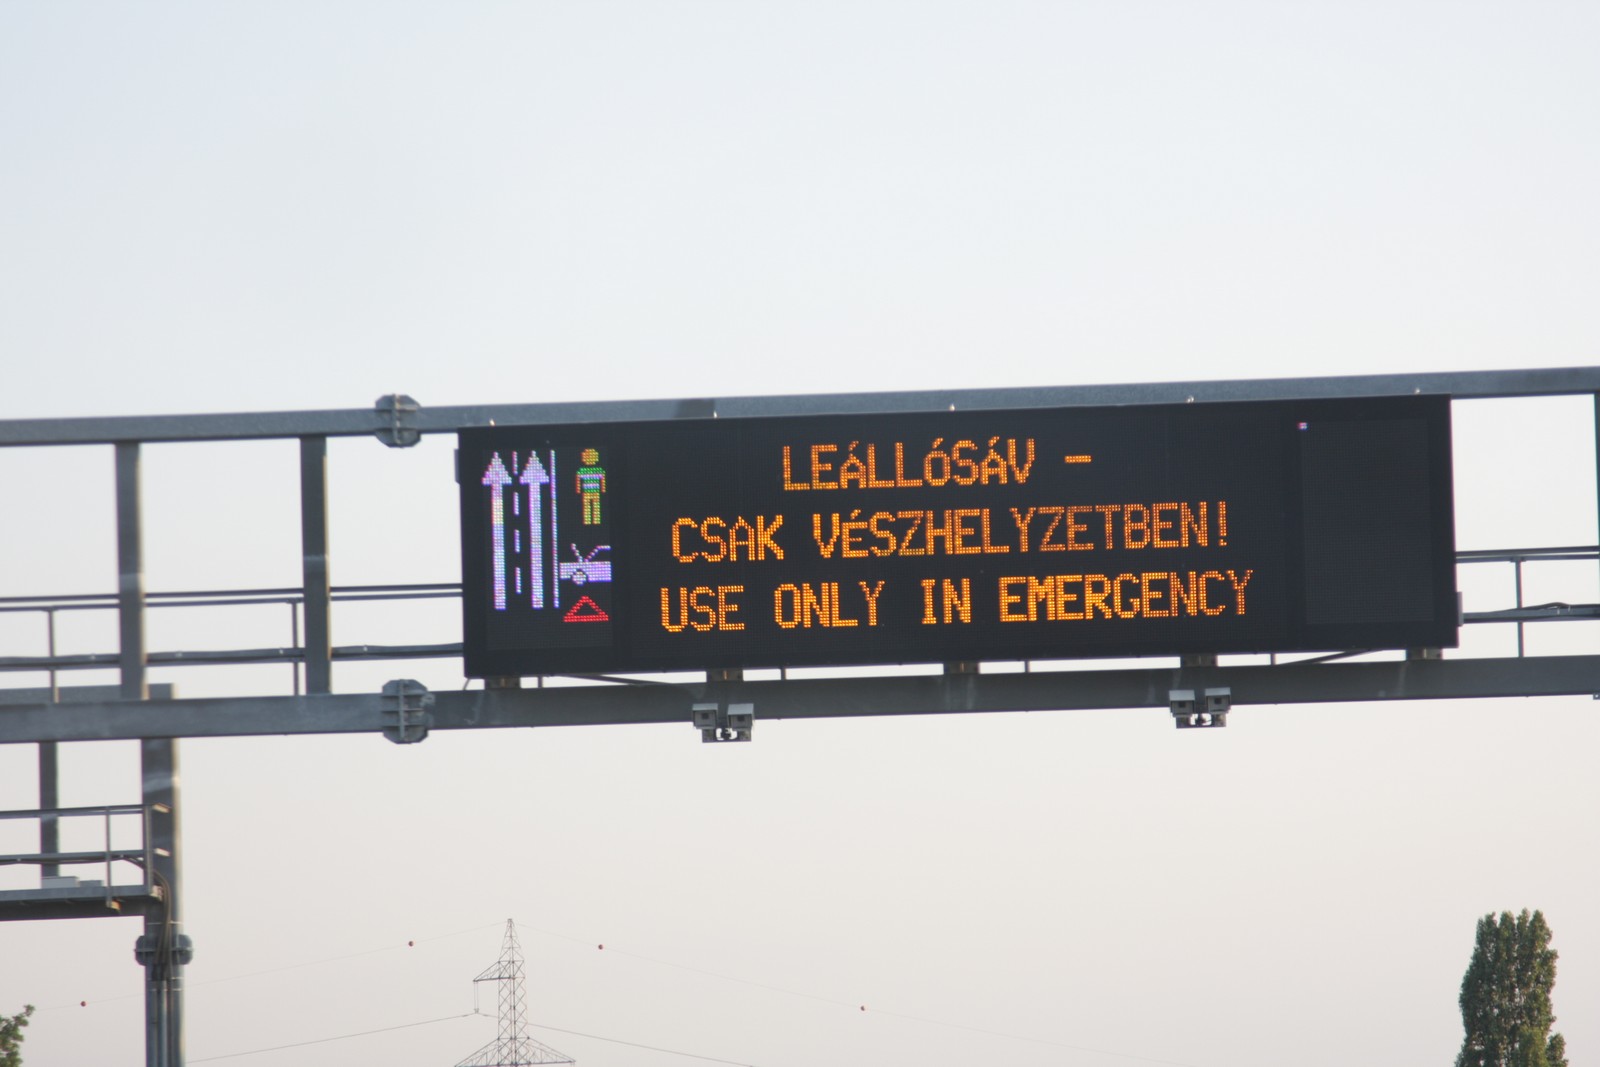 LEÁLLÓSÁV -
CSAK VÉSZHELYZETBEN!
USE ONLY IN EMERGENCY